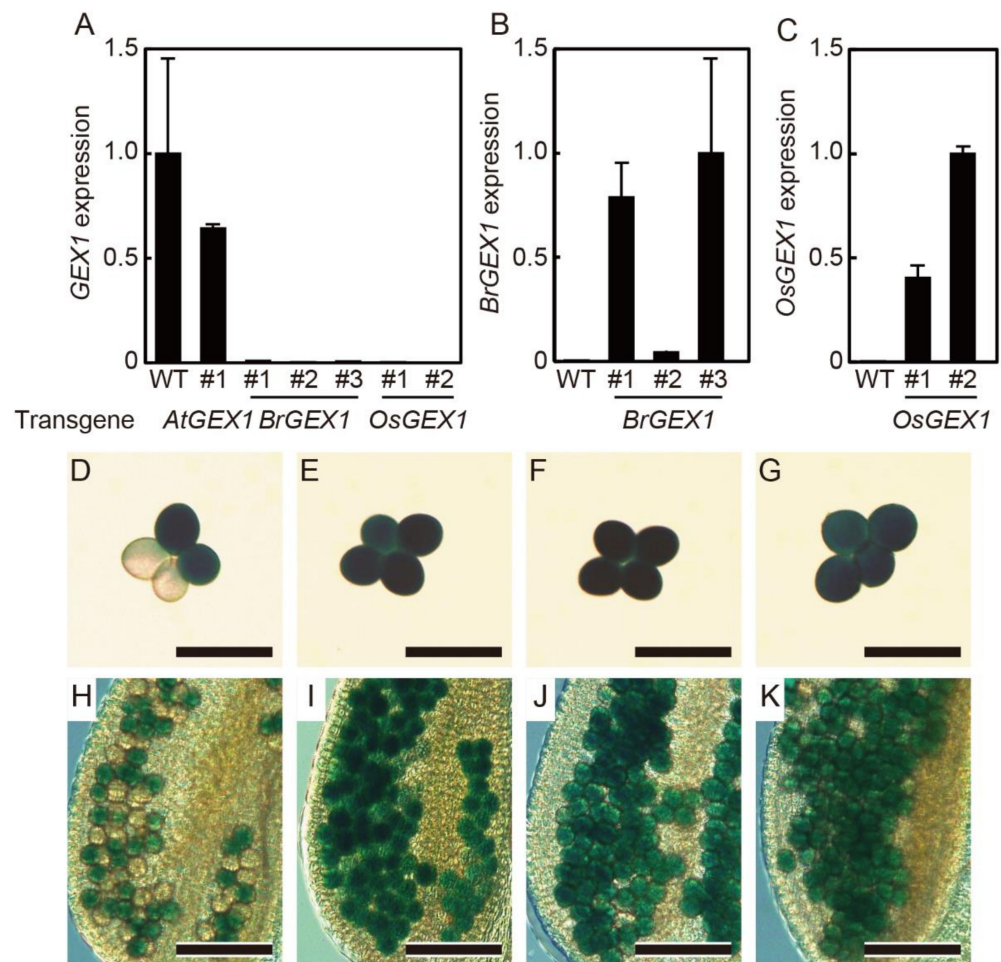 A
B
C
GEX1 expression
1.5
1.0
0.5
0
WT #1 #1 #2 #3 #1 #2
Transgene AtGEX1 BrGEX1 OsGEX1
BrGEX1 expression
1.5
1.0
0.5
0
WT #1 #2 #3
BrGEX1
OsGEX1 expression
1.5
1.0
0.5
0
WT #1 #2
OsGEX1
D E F G
H I J K